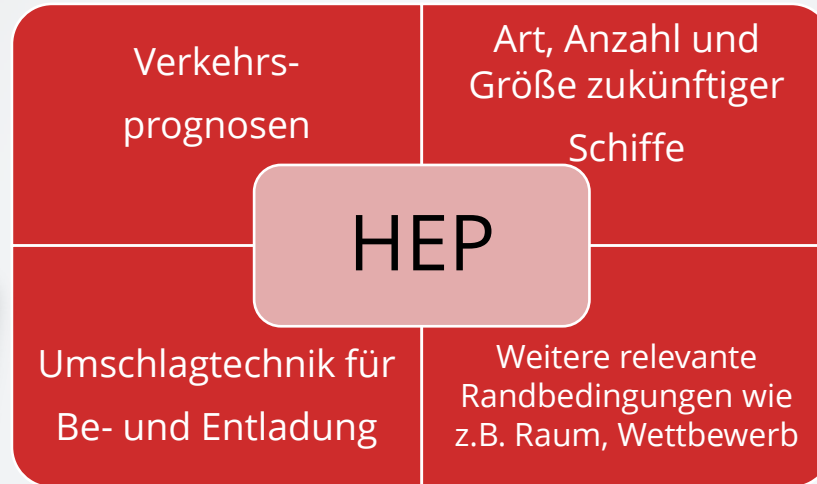 Verkehrs-
prognosen
Art, Anzahl und
Größe zukünftiger
Schiffe
HEP
Umschlagtechnik für
Be- und Entladung
Weitere relevante
Randbedingungen wie
z.B. Raum, Wettbewerb